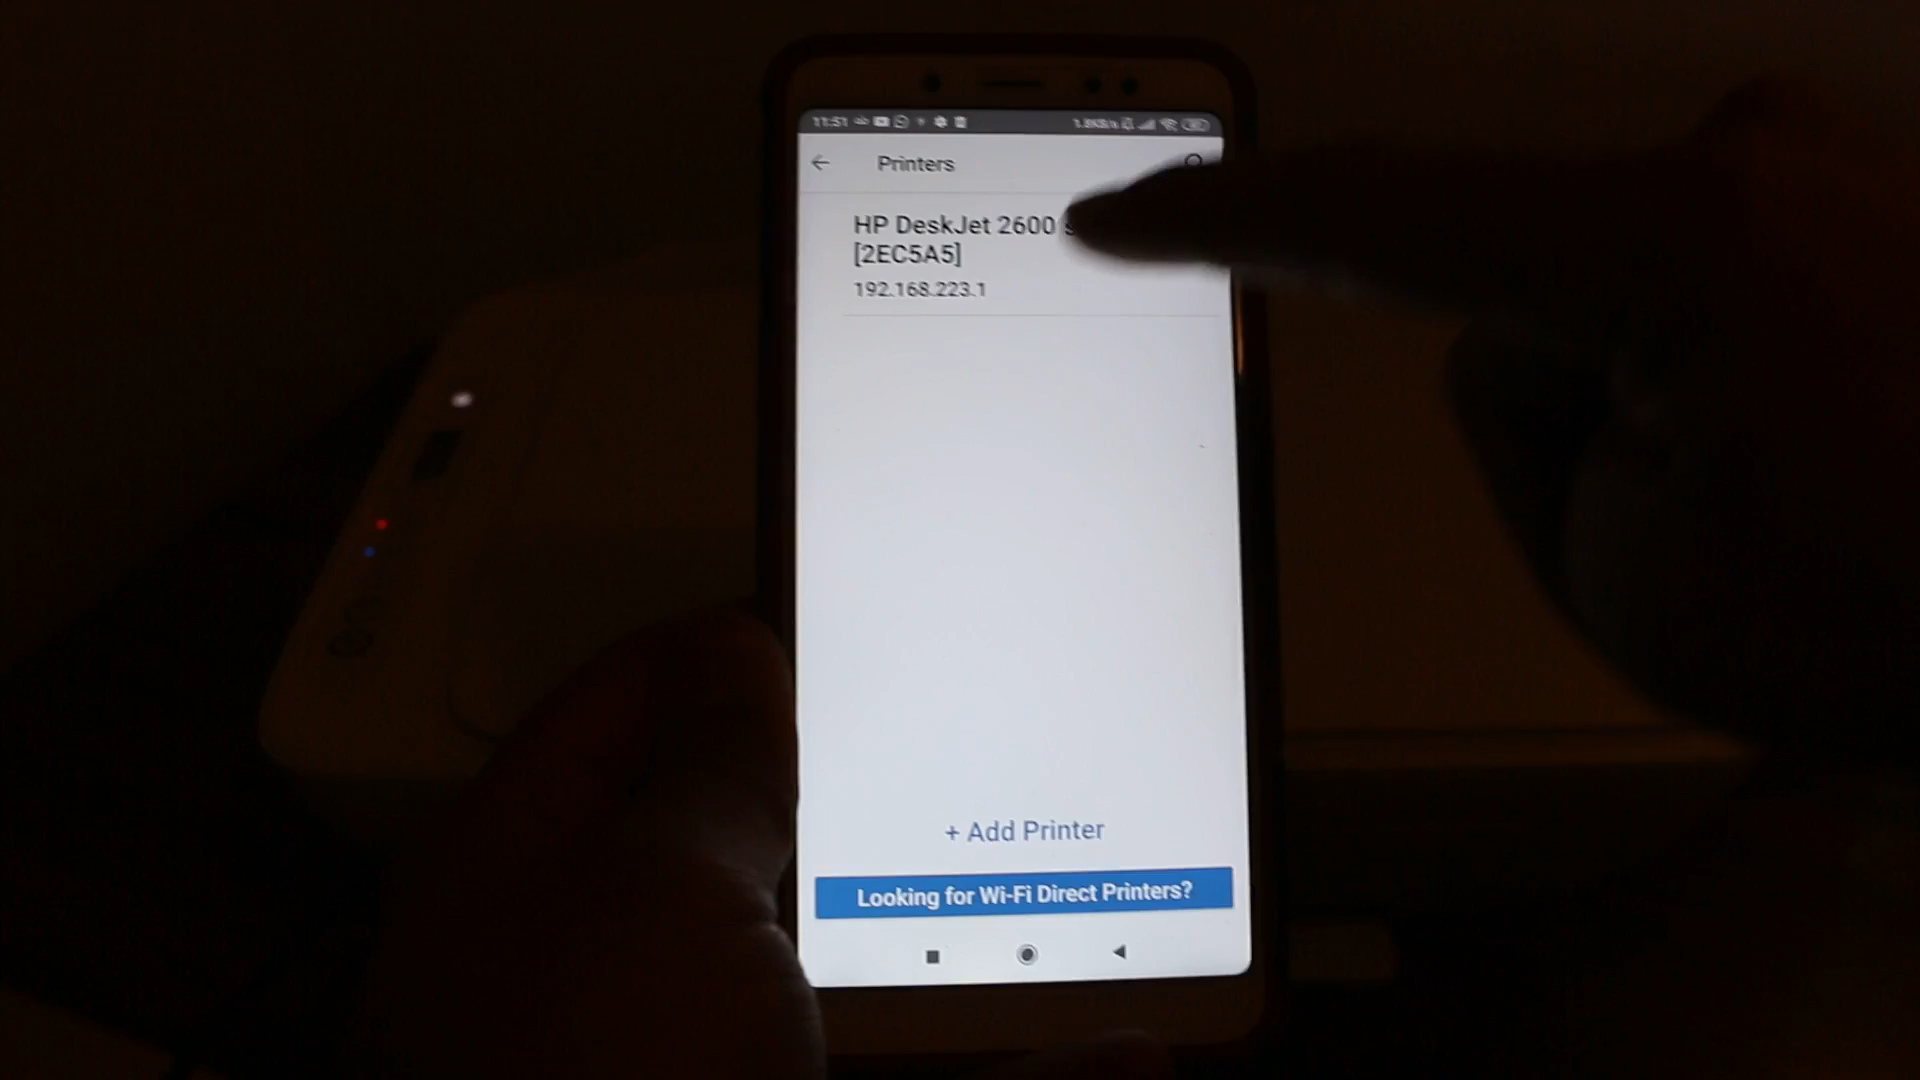 11:51
Printers
HP DeskJet 2600
[2EC5A5]
192.168.223.1
+ Add Printer
Looking for Wi-Fi Direct Printers?